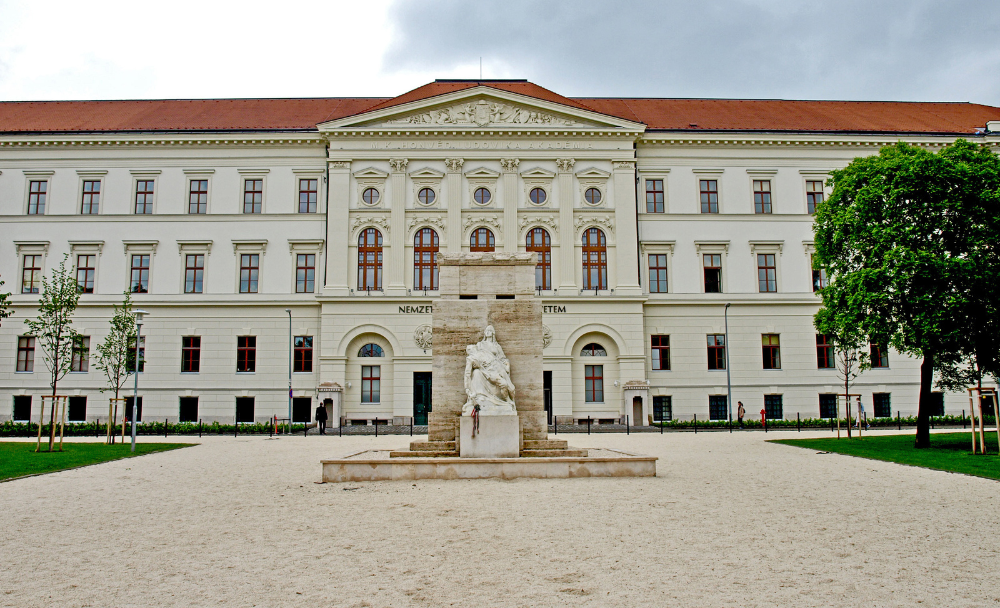 M. K. HONVÉD LUDOVIKA AKADÉMIA
NEMZET ETEM